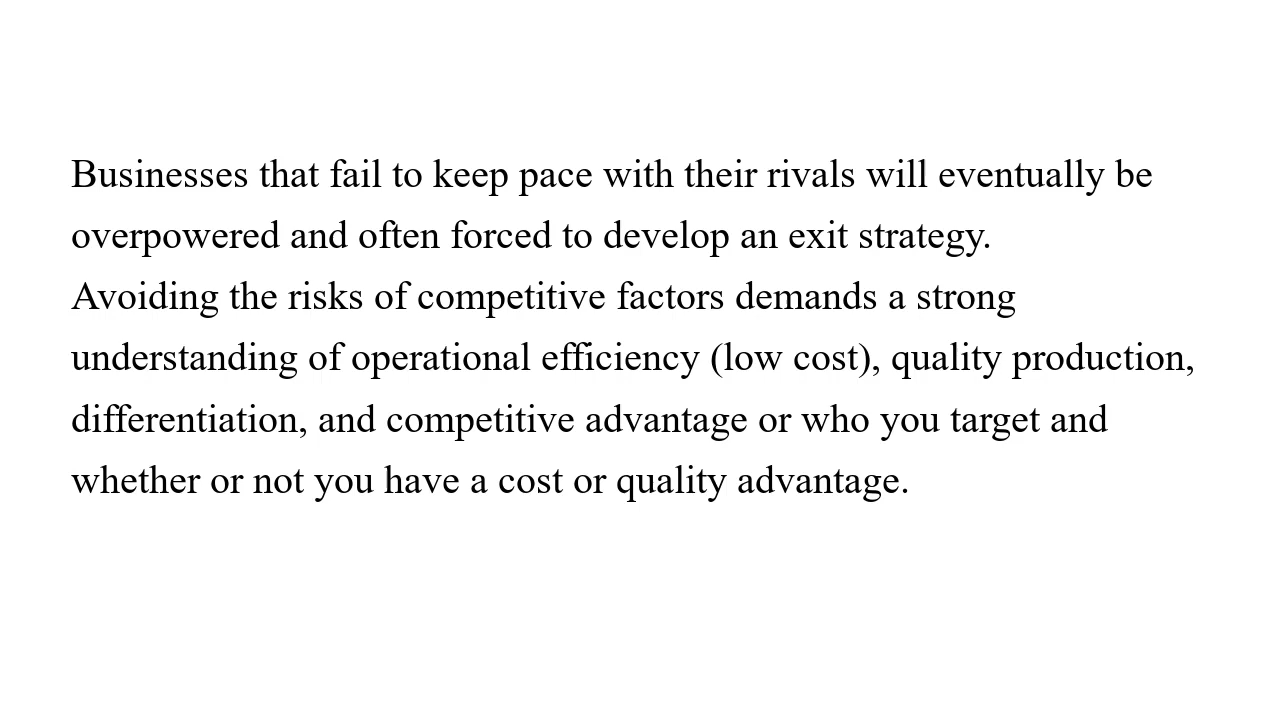 Businesses that fail to keep pace with their rivals will eventually be
overpowered and often forced to develop an exit strategy.
Avoiding the risks of competitive factors demands a strong
understanding of operational efficiency (low cost), quality production,
differentiation, and competitive advantage or who you target and
whether or not you have a cost or quality advantage.